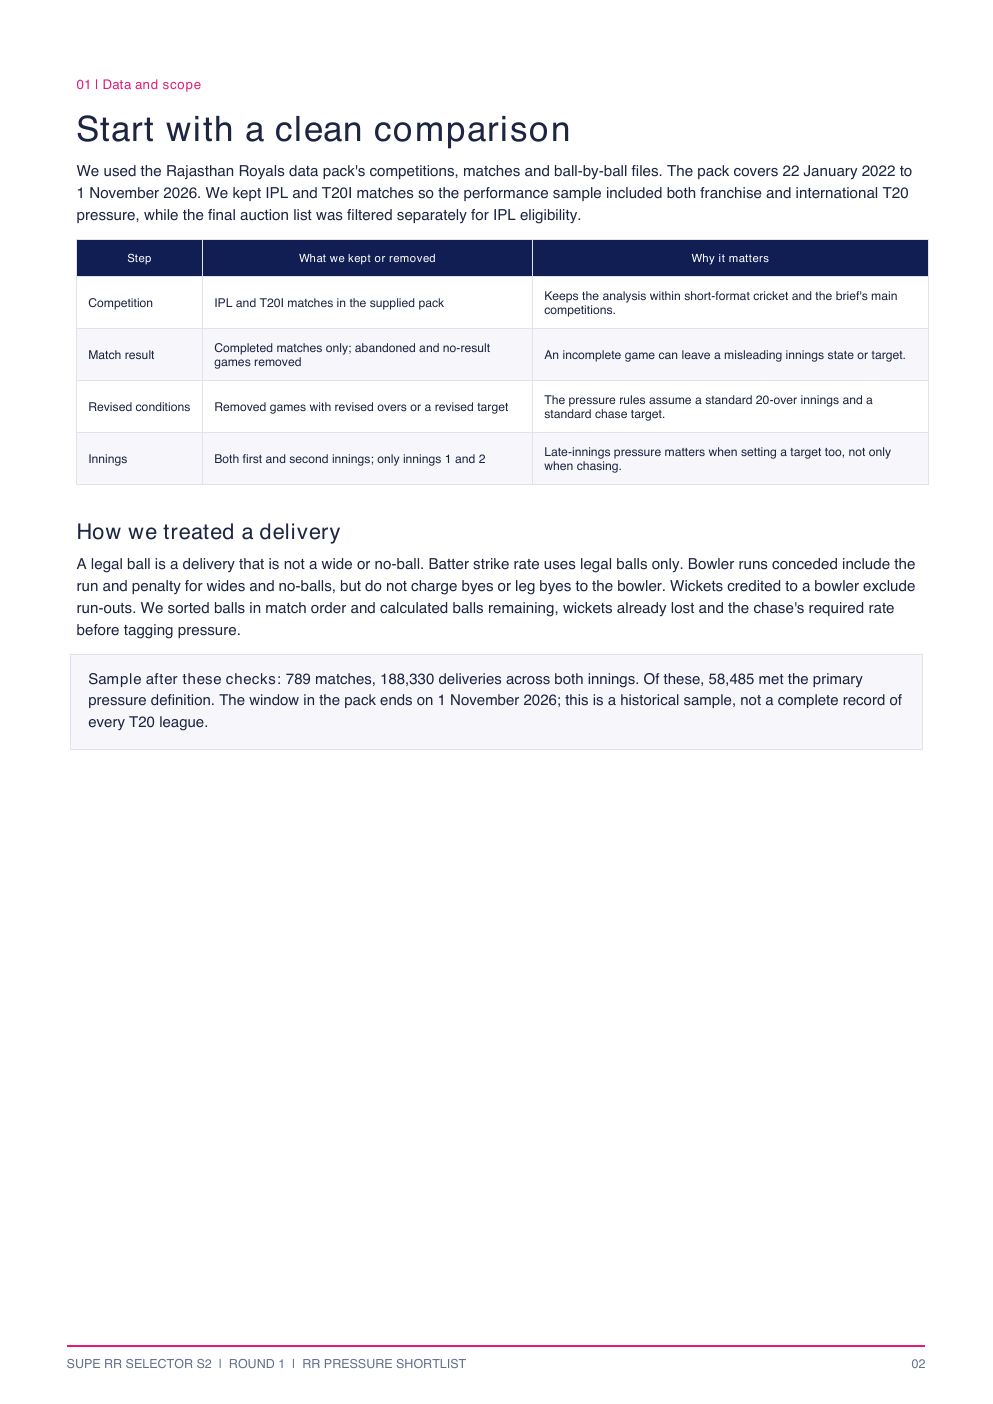 01 | Data and scope
Start with a clean comparison
We used the Rajasthan Royals data pack's competitions, matches and ball-by-ball files. The pack covers 22 January 2022 to
1 November 2026. We kept IPL and T20I matches so the performance sample included both franchise and international T20
pressure, while the final auction list was filtered separately for IPL eligibility.
Step
What we kept or removed
Why it matters
Competition
IPL and T20I matches in the supplied pack
Keeps the analysis within short-format cricket and the brief's main
competitions.
Match result
Completed matches only; abandoned and no-result
games removed
An incomplete game can leave a misleading innings state or target.
Revised conditions
Removed games with revised overs or a revised target
The pressure rules assume a standard 20-over innings and a
standard chase target.
Innings
Both first and second innings; only innings 1 and 2
Late-innings pressure matters when setting a target too, not only
when chasing.
How we treated a delivery
A legal ball is a delivery that is not a wide or no-ball. Batter strike rate uses legal balls only. Bowler runs conceded include the
run and penalty for wides and no-balls, but do not charge byes or leg byes to the bowler. Wickets credited to a bowler exclude
run-outs. We sorted balls in match order and calculated balls remaining, wickets already lost and the chase's required rate
before tagging pressure.
Sample after these checks: 789 matches, 188,330 deliveries across both innings. Of these, 58,485 met the primary
pressure definition. The window in the pack ends on 1 November 2026; this is a historical sample, not a complete record of
every T20 league.
SUPE RR SELECTOR S2 | ROUND 1 | RR PRESSURE SHORTLIST
02